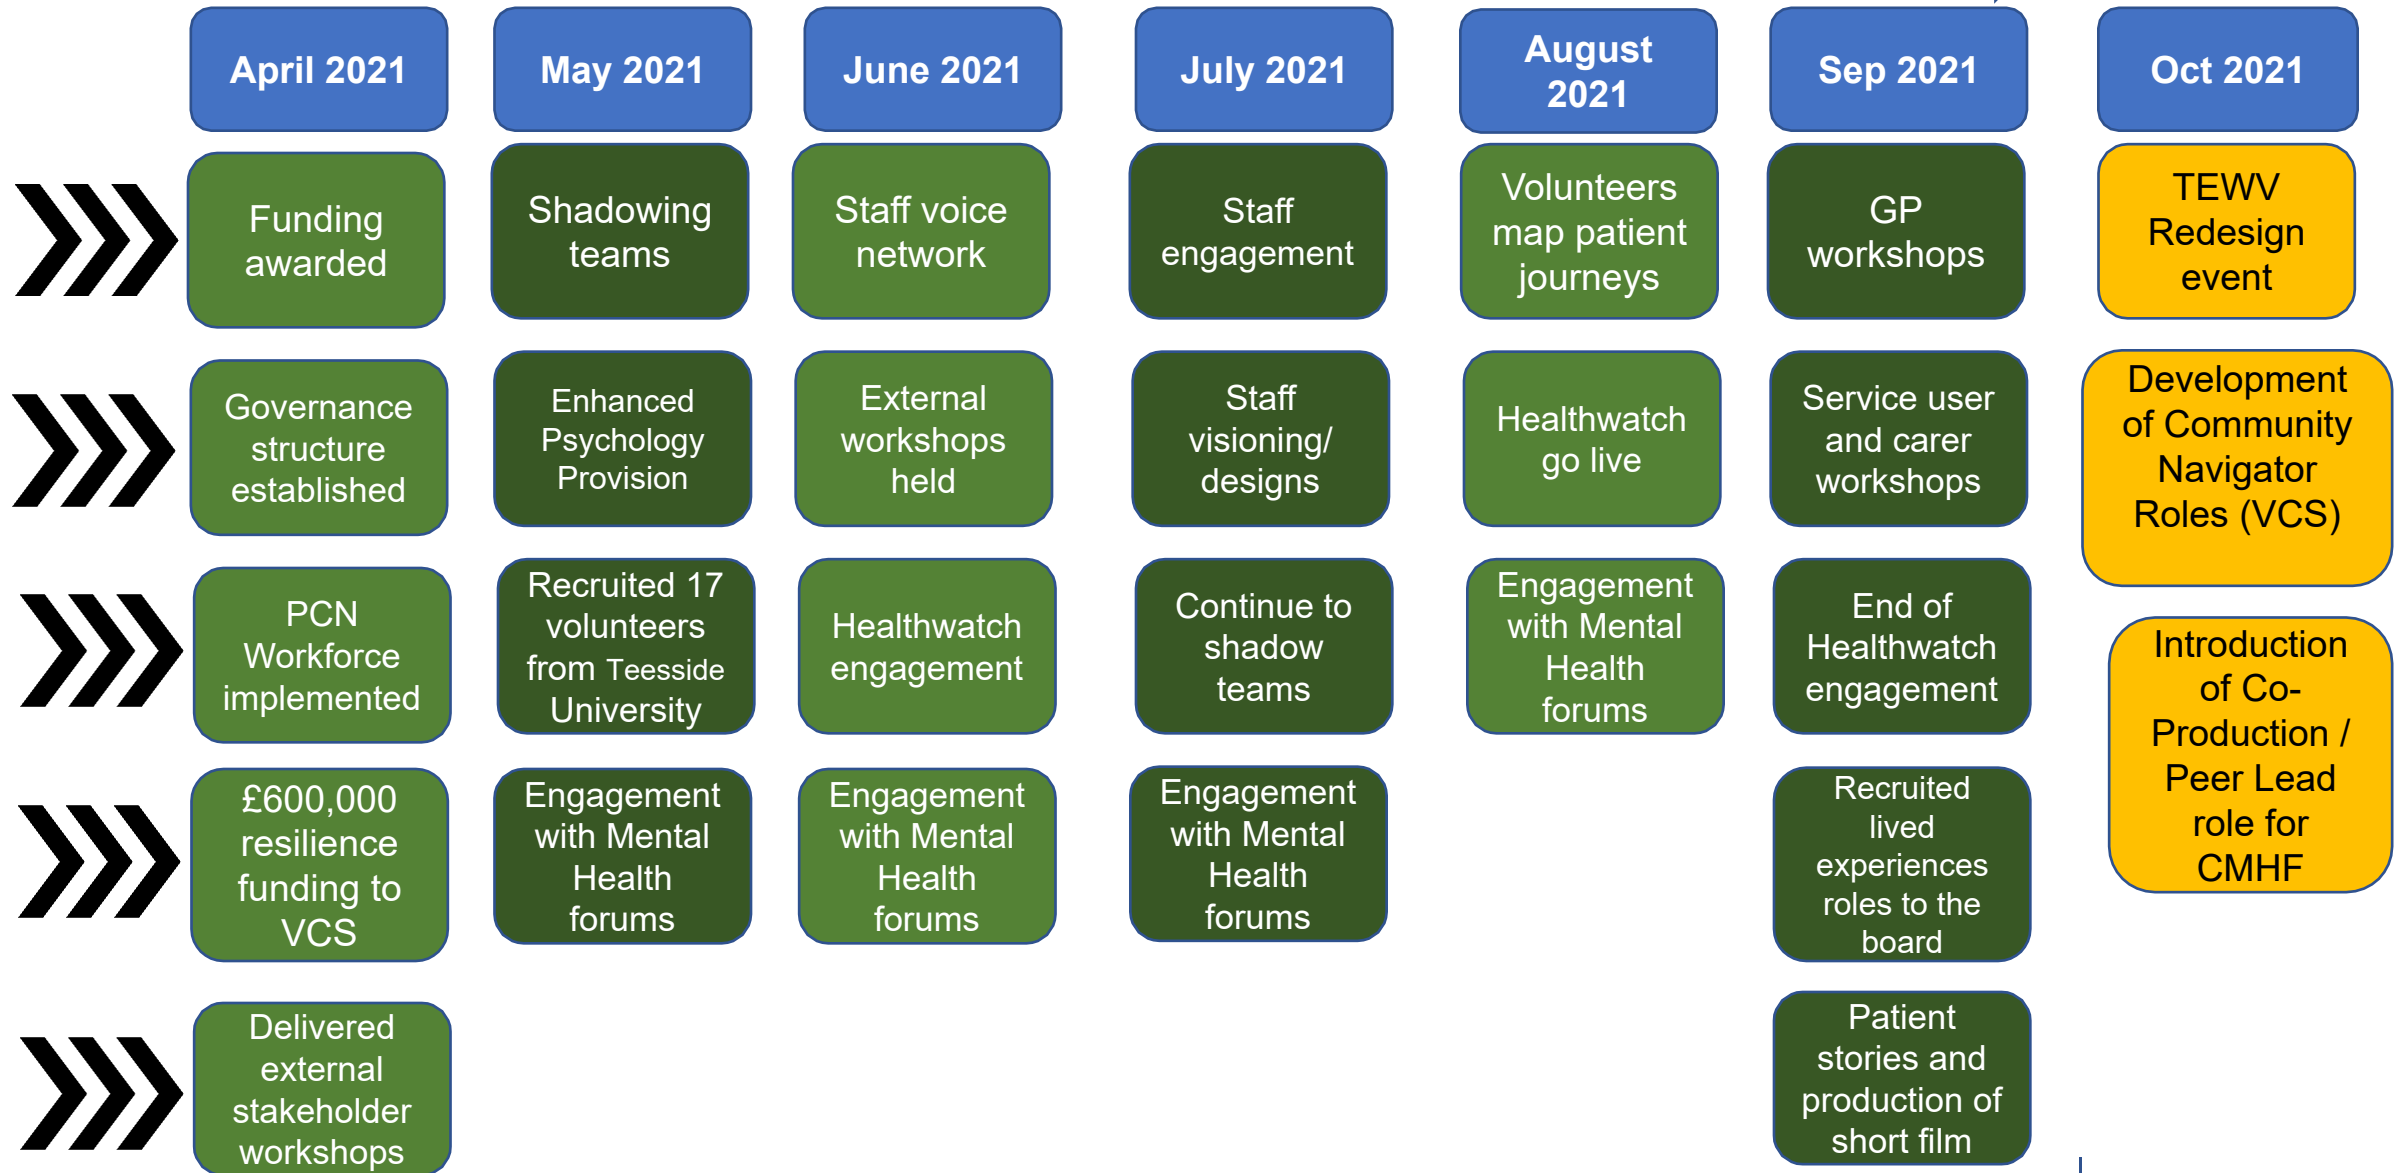 April 2021
May 2021
June 2021
July 2021
August
2021
Sep 2021
Oct 2021
Funding
awarded
Shadowing
teams
Staff voice
network
Staff
engagement
Volunteers
map patient
journeys
GP
workshops
TEWV
Redesign
event
Governance
structure
established
Enhanced
Psychology
Provision
External
workshops
held
Staff
visioning/
designs
Healthwatch
go live
Service user
and carer
workshops
Development
of Community
Navigator
Roles (VCS)
PCN
Workforce
implemented
Recruited 17
volunteers
from Teesside
University
Healthwatch
engagement
Continue to
shadow
teams
Engagement
with Mental
Health
forums
End of
Healthwatch
engagement
Introduction
of Co-
Production /
Peer Lead
role for
CMHF
£600,000
resilience
funding to
VCS
Engagement
with Mental
Health
forums
Engagement
with Mental
Health
forums
Engagement
with Mental
Health
forums
Recruited
lived
experiences
roles to the
board
Delivered
external
stakeholder
workshops
Patient
stories and
production of
short film